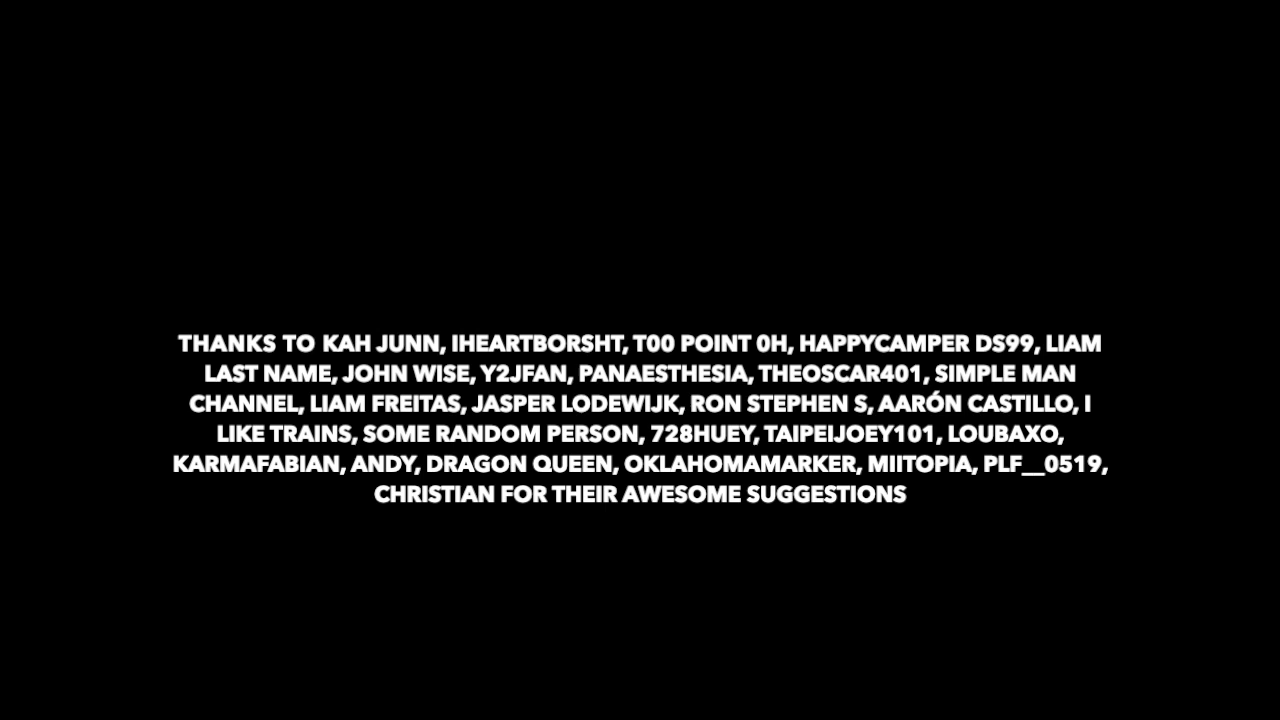 THANKS TO KAH JUNN, IHEARTBORSHT, T00 POINT 0H, HAPPYCAMPER DS99, LIAM
LAST NAME, JOHN WISE, Y2JFAN, PANAESTHESIA, THEOSCAR401, SIMPLE MAN
CHANNEL, LIAM FREITAS, JASPER LODEWIJK, RON STEPHEN S, AARÓN CASTILLO, I
LIKE TRAINS, SOME RANDOM PERSON, 728HUEY, TAIPEIJOEY101, LOUBAXO,
KARMAFABIAN, ANDY, DRAGON QUEEN, OKLAHOMAMARKER, MIITOPIA, PLF__0519,
CHRISTIAN FOR THEIR AWESOME SUGGESTIONS